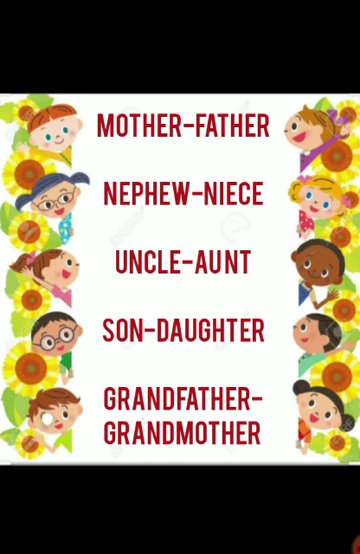 MOTHER-FATHER
NEPHEW-NIECE
UNCLE-AUNT
SON-DAUGHTER
GRANDFATHER-
GRANDMOTHER